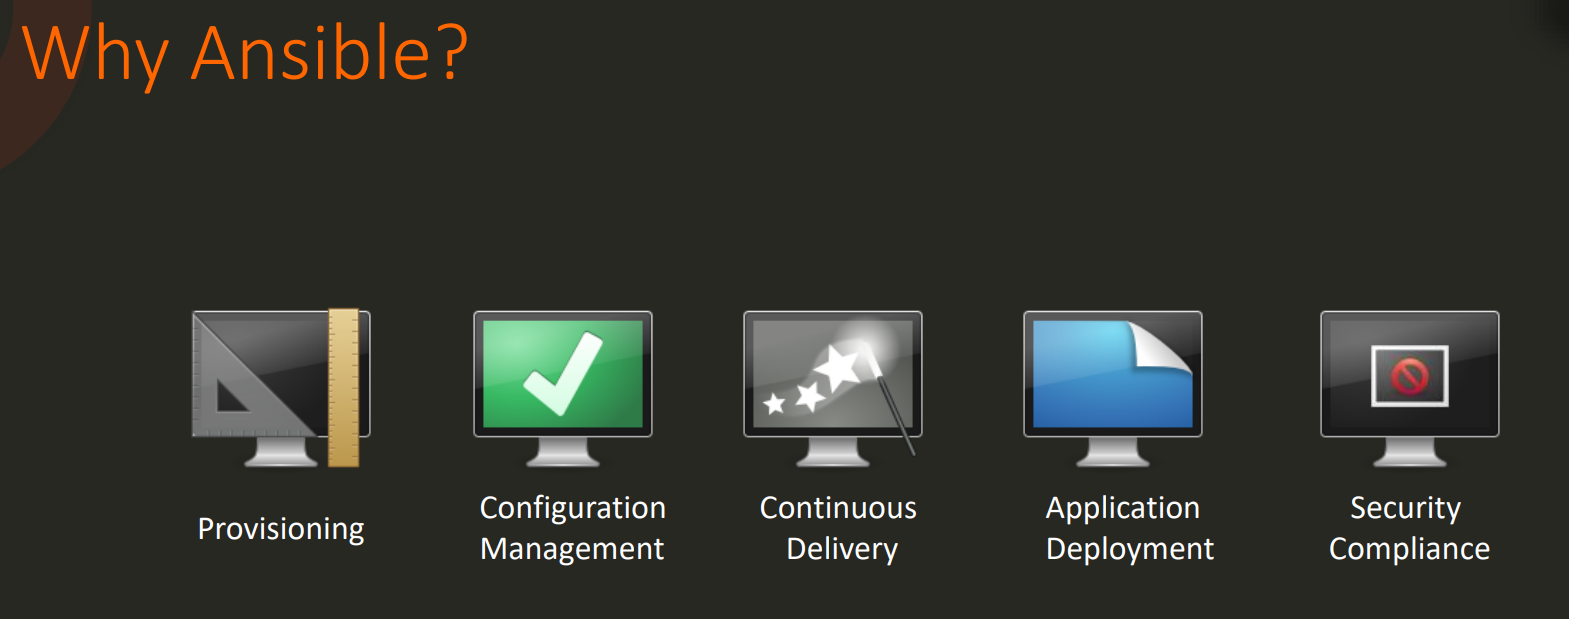 Why Ansible?
Provisioning
Configuration
Management
Continuous
Delivery
Application
Deployment
Security
Compliance